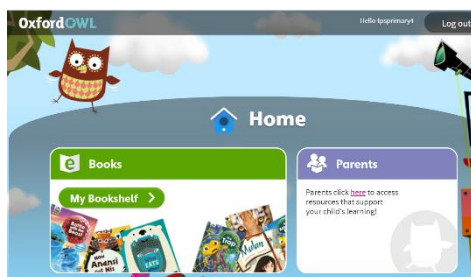 OxfordOWL
Hello tpsprimary4
Log out
Home
e Books
Parents
My Bookshelf >
Parents click here to access
resources that support
your child's learning!
Anansi
Mulan